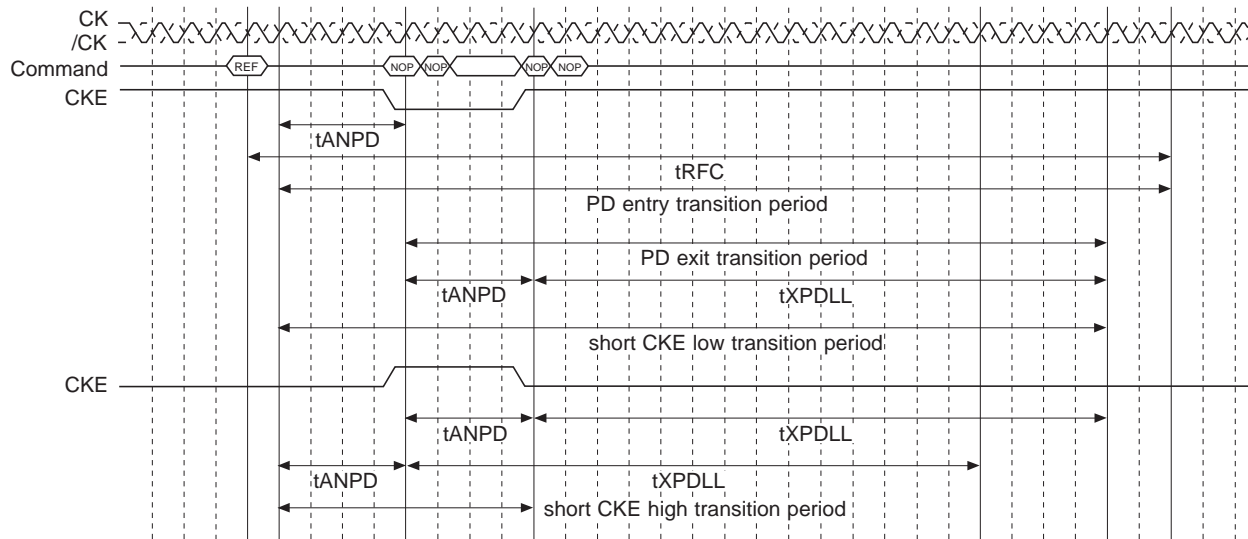 CK
/CK
Command REF NOP NOP NOP NOP
CKE
tANPD
tRFC
PD entry transition period
PD exit transition period
tANPD tXPDLL
short CKE low transition period
CKE
tANPD tXPDLL
tANPD tXPDLL
short CKE high transition period